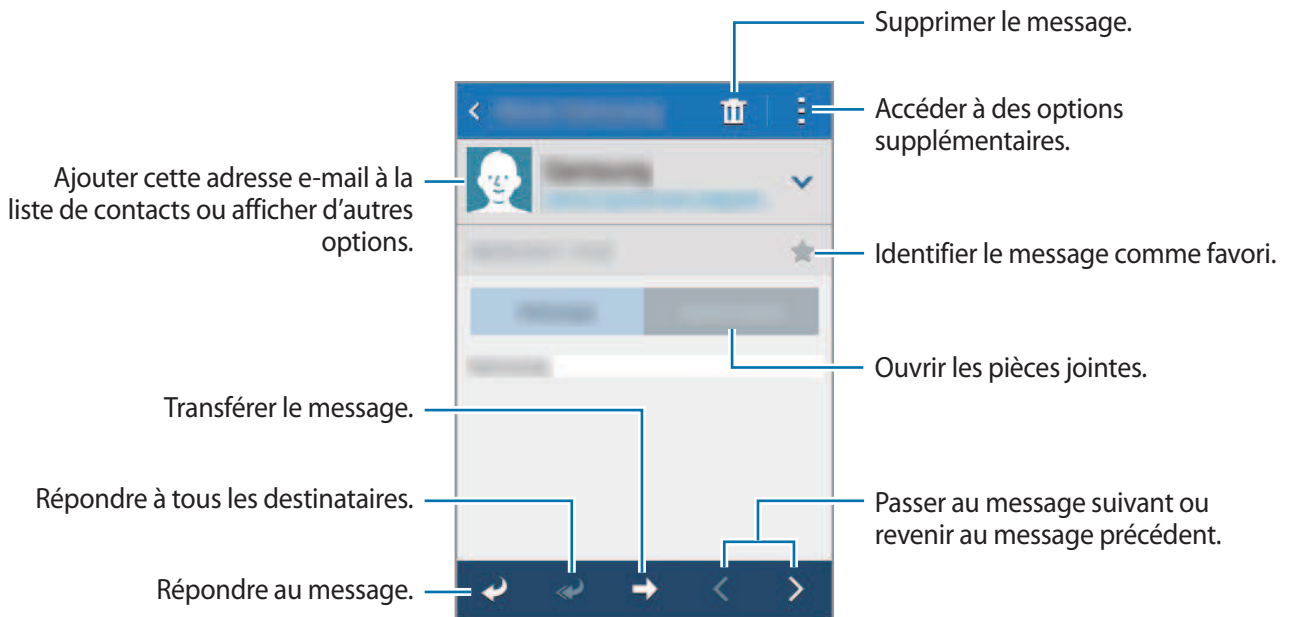 Supprimer le message.
Accéder à des options
supplémentaires.
Ajouter cette adresse e-mail à la
liste de contacts ou afficher d'autres
options.
Identifier le message comme favori.
Ouvrir les pièces jointes.
Transférer le message.
Répondre à tous les destinataires.
Passer au message suivant ou
revenir au message précédent.
Répondre au message.